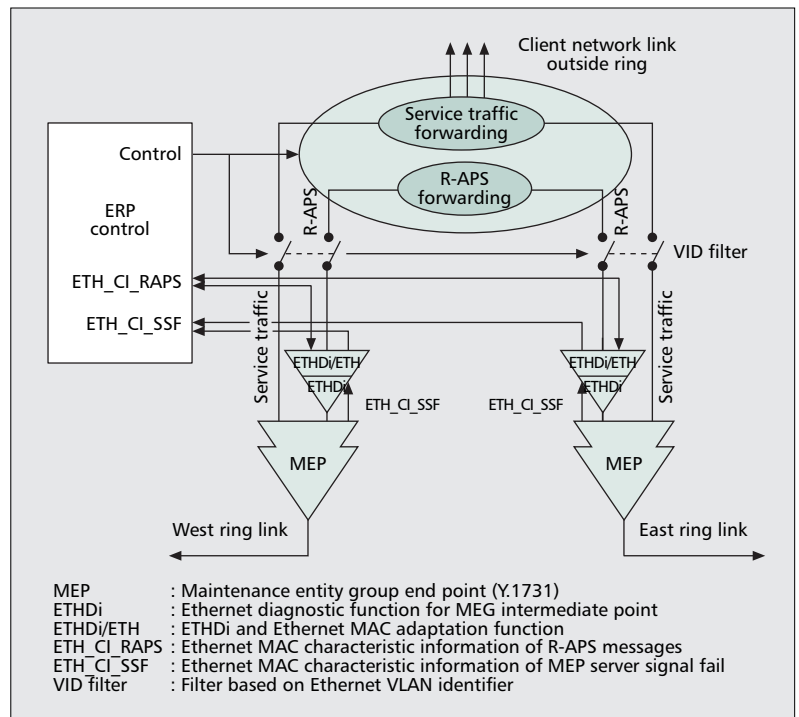 Client network link
outside ring
Service traffic
forwarding
Control
R-APS
forwarding
R-APS
R-APS
ERP
control
VID filter
ETH_CI_RAPS
ETH_CI_SSF
Service traffic
Service traffic
ETHDi/ETH
ETHDi
ETHDi/ETH
ETHDi
ETH_CI_SSF
ETH_CI_SSF
MEP
MEP
West ring link
East ring link
MEP : Maintenance entity group end point (Y.1731)
ETHDi : Ethernet diagnostic function for MEG intermediate point
ETHDi/ETH : ETHDi and Ethernet MAC adaptation function
ETH_CI_RAPS : Ethernet MAC characteristic information of R-APS messages
ETH_CI_SSF : Ethernet MAC characteristic information of MEP server signal fail
VID filter : Filter based on Ethernet VLAN identifier